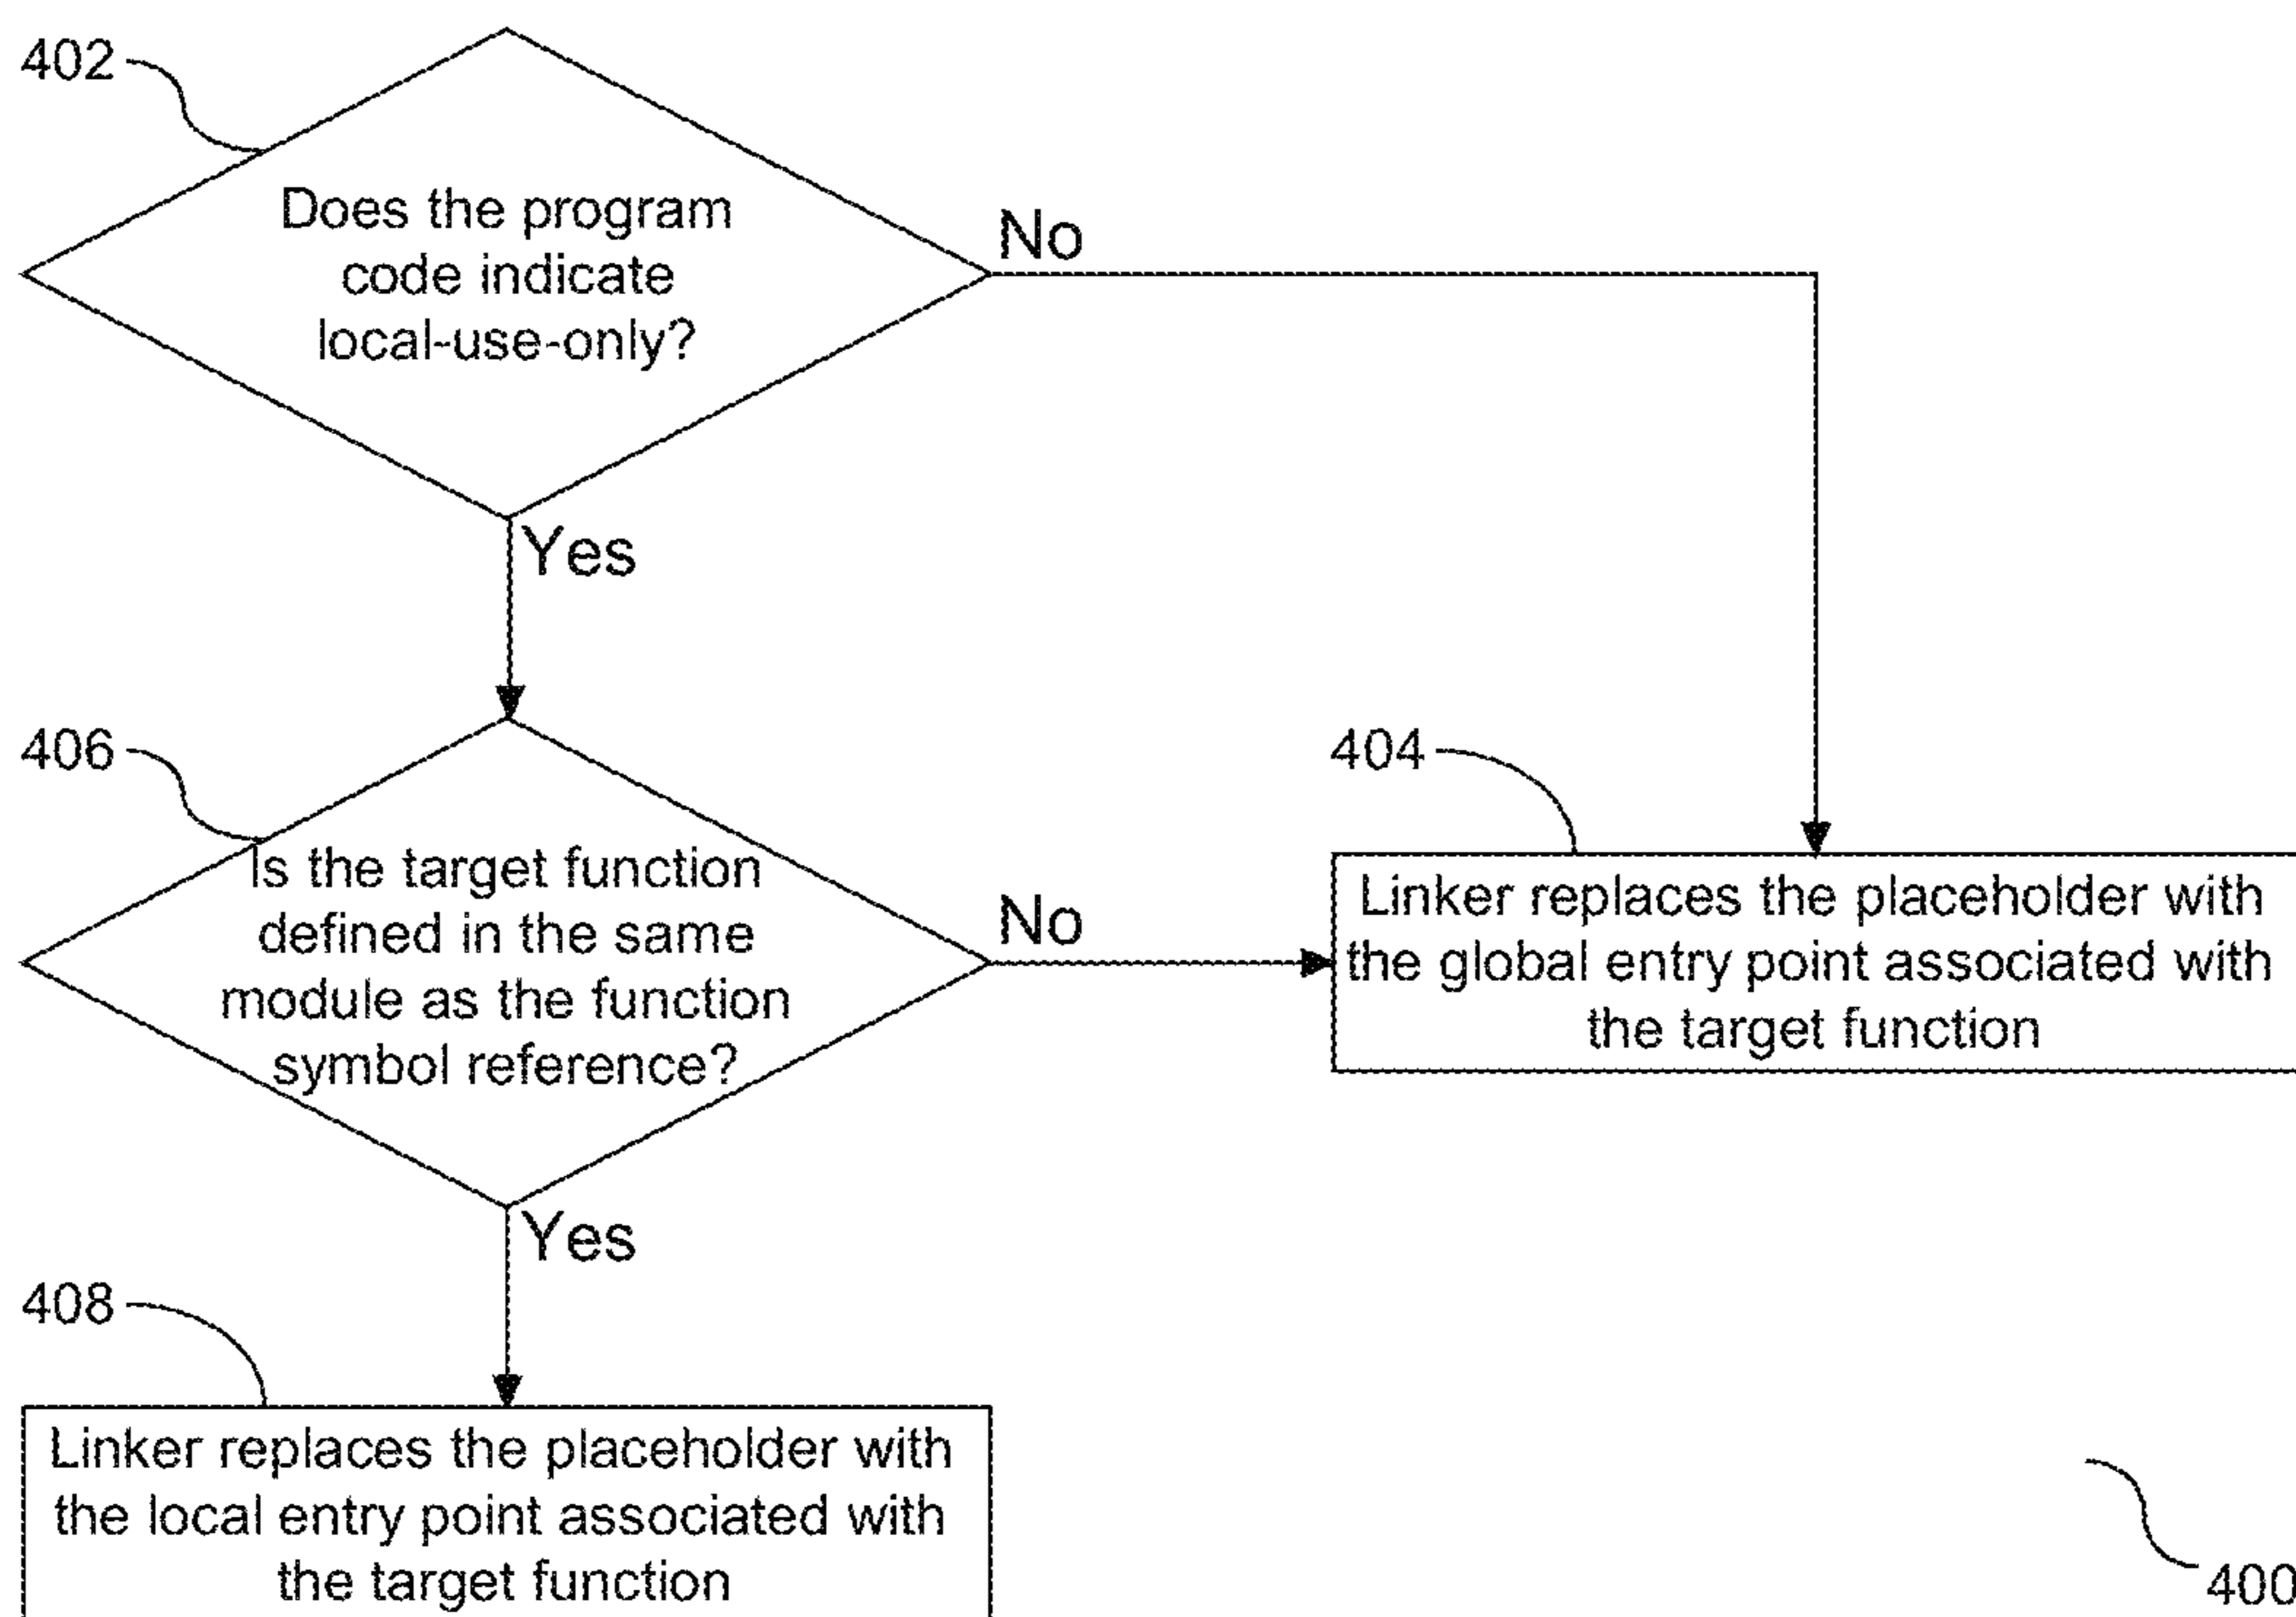 402
Does the program
code indicate
local-use-only?
No
Yes
406
Is the target function
defined in the same
module as the function
symbol reference?
No
404
Linker replaces the placeholder with
the global entry point associated with
the target function
Yes
408
Linker replaces the placeholder with
the local entry point associated with
the target function
400